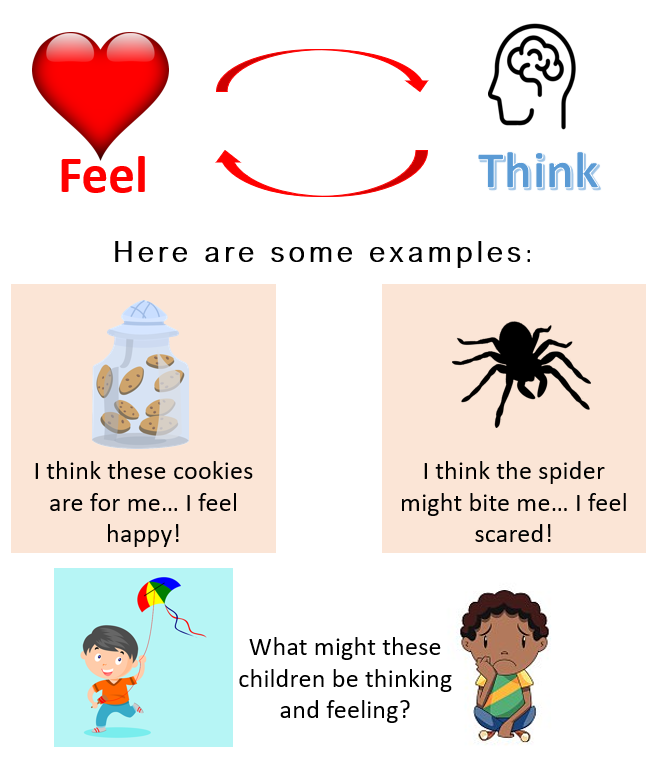 Feel
Think
Here are some examples:
I think these cookies
are for me... I feel
happy!
I think the spider
might bite me... I feel
scared!
What might these
children be thinking
and feeling?